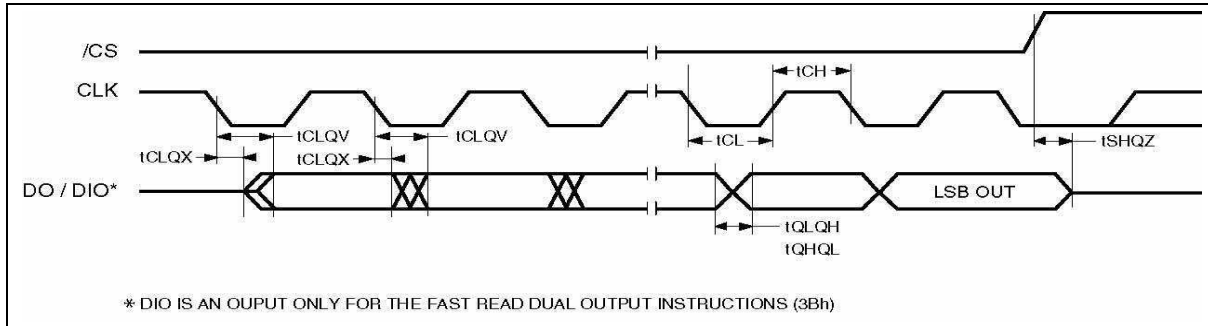 /CS
tCH
CLK
tCLQV
tCLQV
tCL
tSHQZ
tCLQX
tCLQX
DO / DIO*
LSB OUT
tQLQH
tQHQL
* DIO IS AN OUPUT ONLY FOR THE FAST READ DUAL OUTPUT INSTRUCTIONS (3Bh)